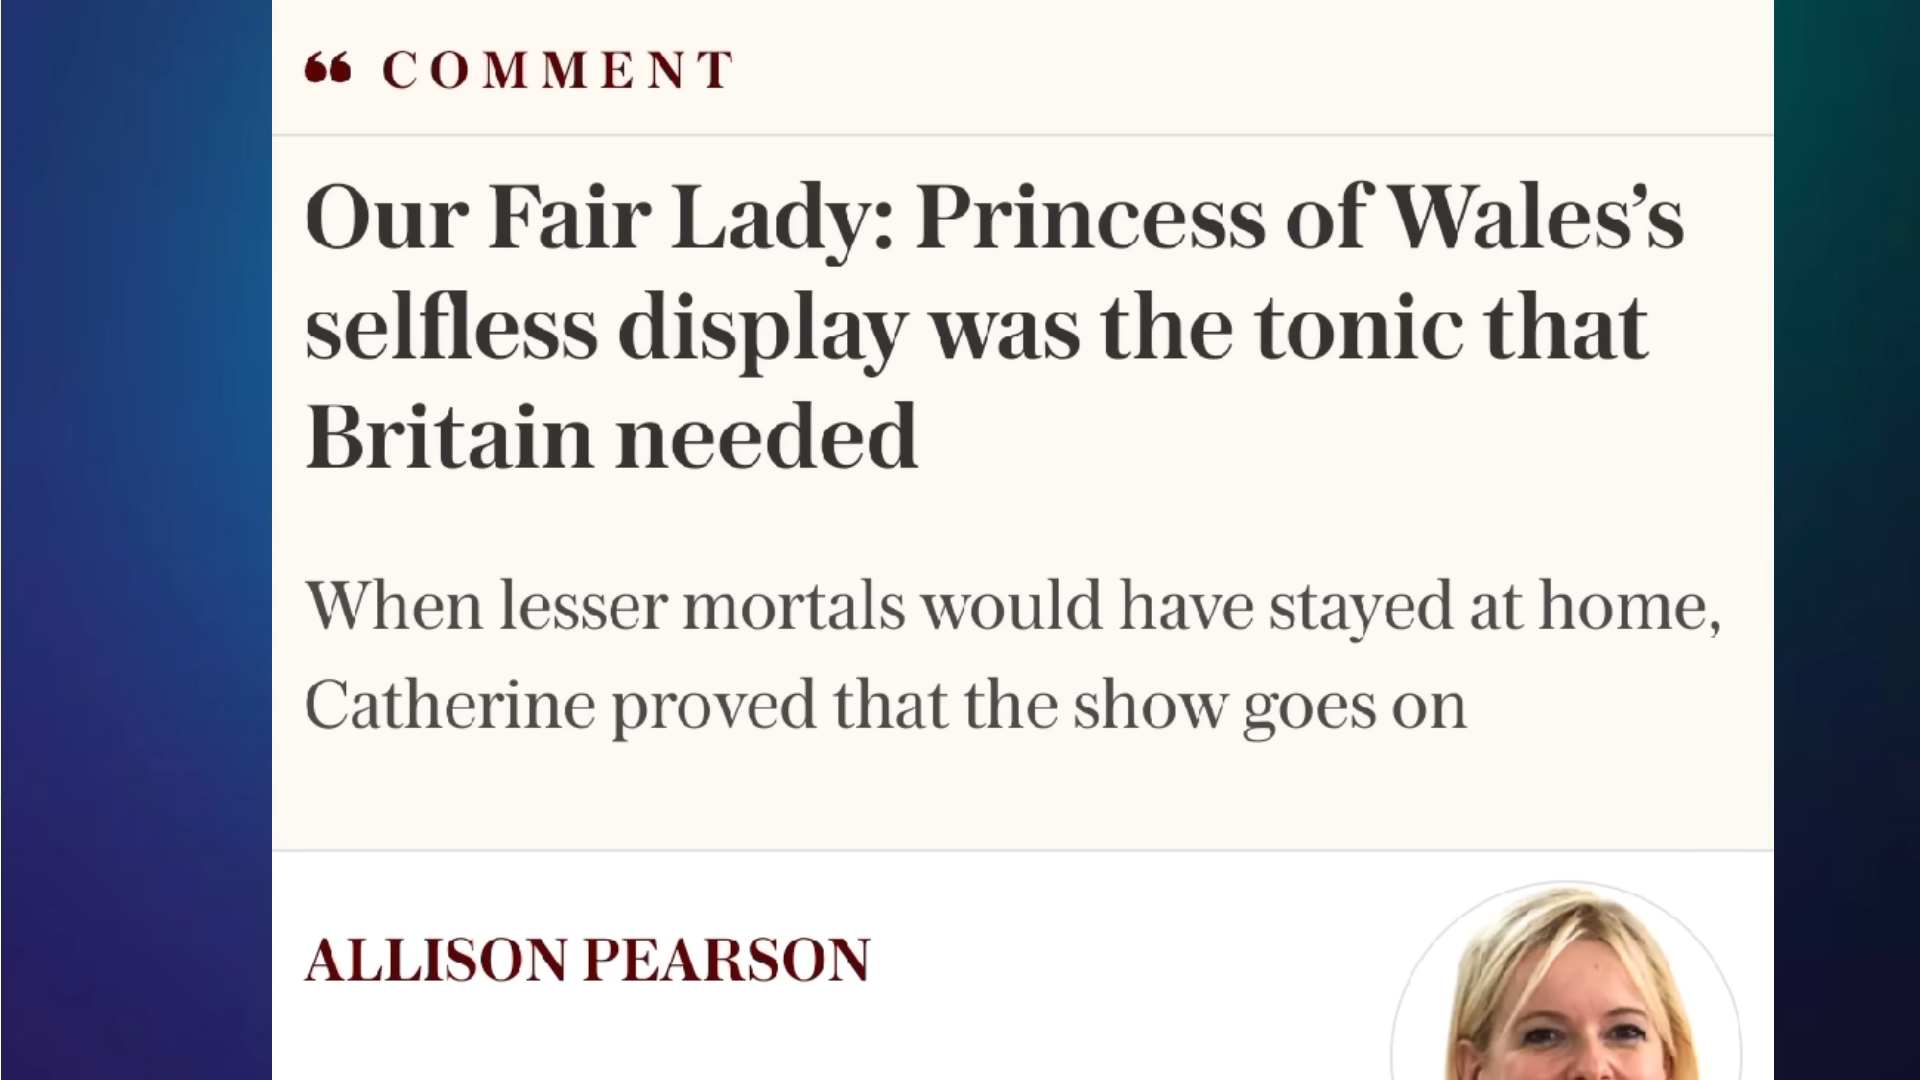 “ COMMENT
Our Fair Lady: Princess of Wales’s
selfless display was the tonic that
Britain needed
When lesser mortals would have stayed at home,
Catherine proved that the show goes on
ALLISON PEARSON